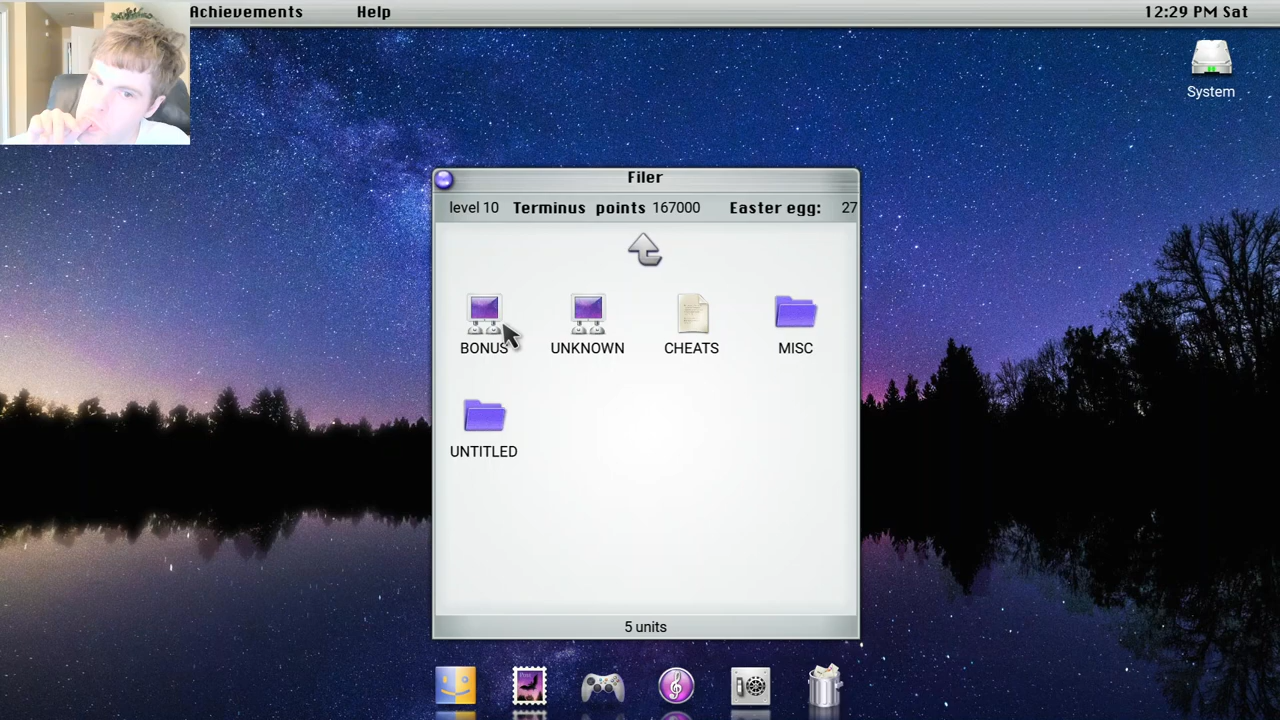 Achievements Help 12:29 PM Sat
System
Filer
level 10 Terminus points 167000 Easter egg: 27
BONUS UNKNOWN CHEATS MISC
UNTITLED
5 units